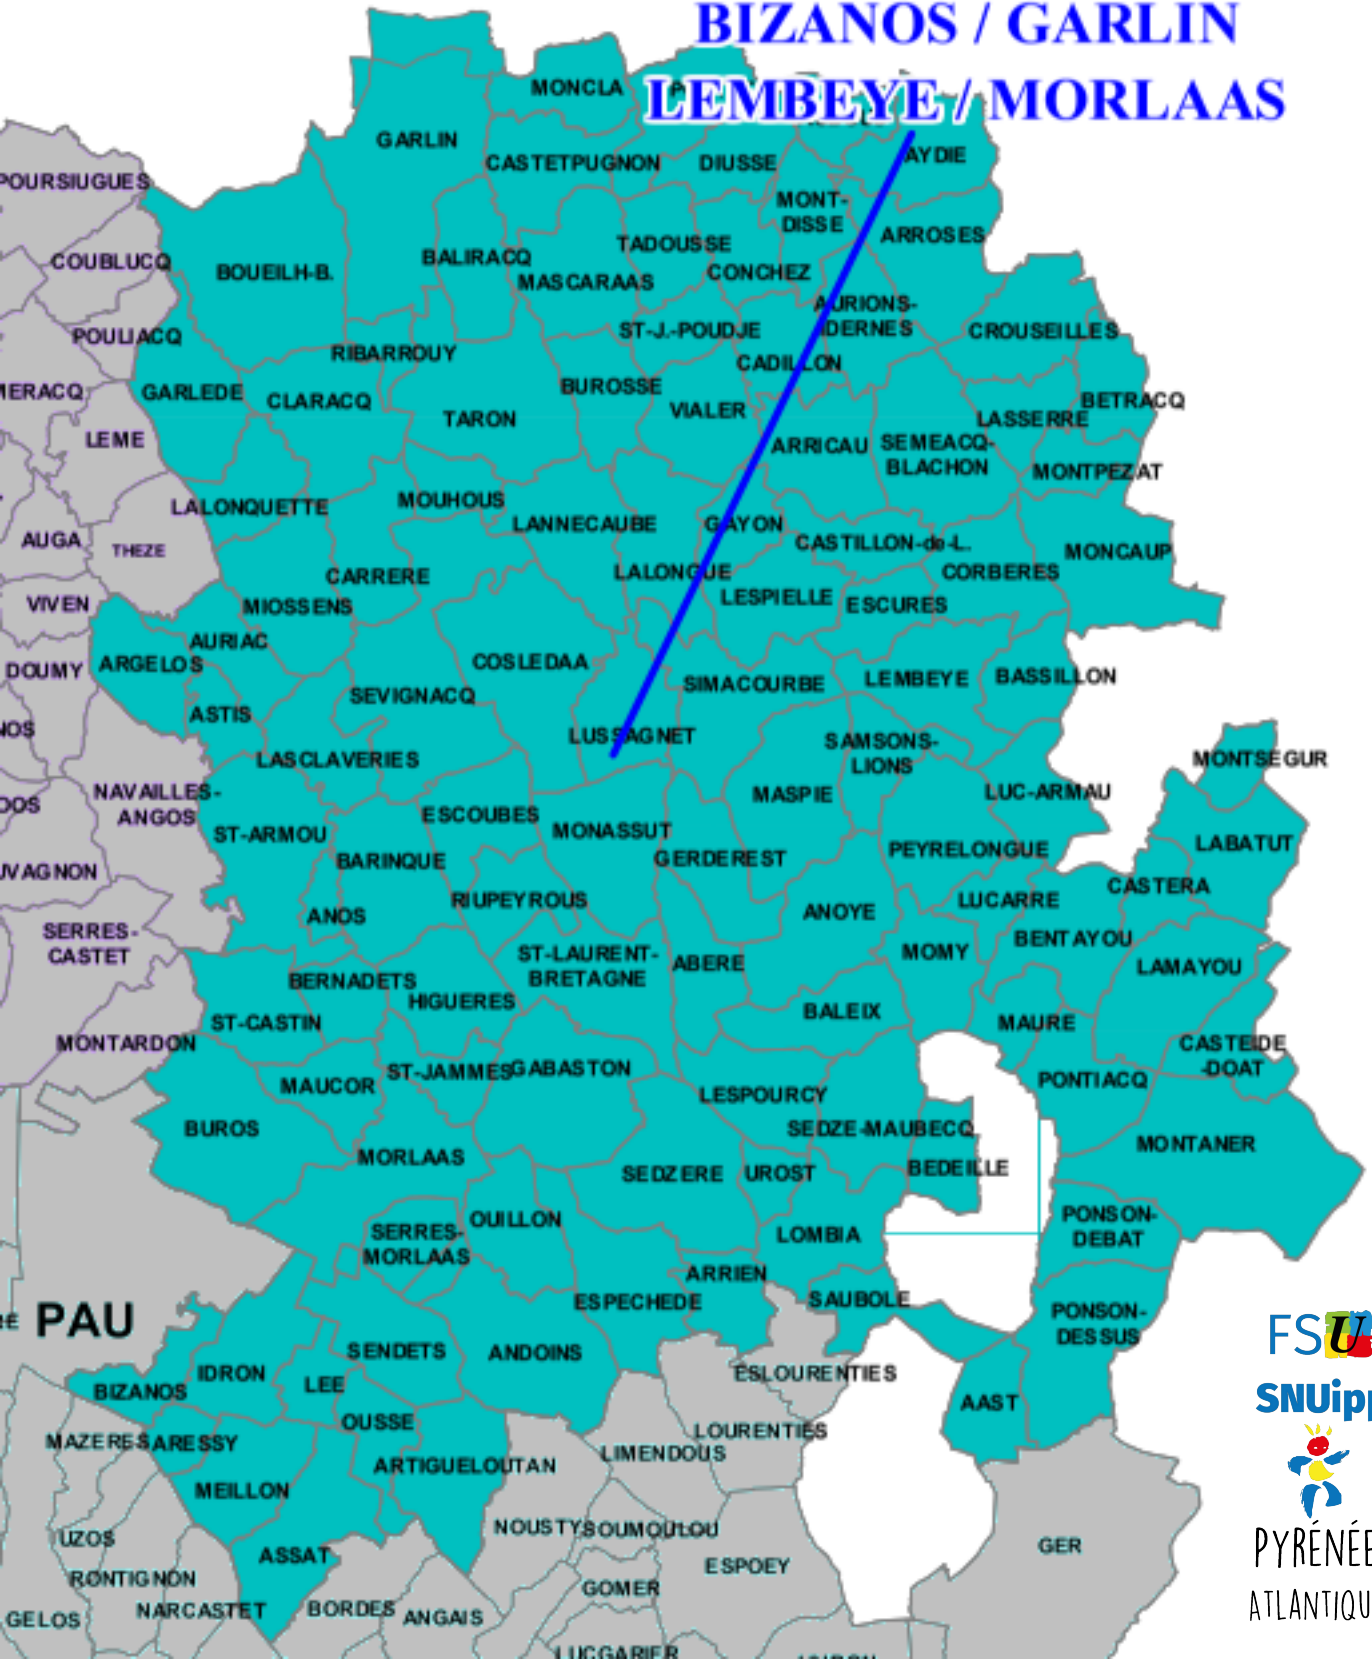 BIZANOS / GARLIN
LEMBEYE / MORLAAS
MONCLA
GARLIN
CASTETPUGNON
DIUSSE
AYDIE
POURSIUGUES
MONT-
DISSE
ARROSES
COUBLUCQ
BOUEILH-B.
BALIRACQ
TADOUSSE
MASCARAAS
CONCHEZ
AURIONS-
IDERNES
CROUSEILLES
POULIACQ
RIBARROUY
ST-J.-POUDJE
CADILLON
MERACQ
GARLEDE
CLARACQ
TARON
BUROSSE
VIALER
BETRACQ
LASSERRE
LEME
ARRICAU
SEMEACQ-
BLACHON
MONTPEZAT
LALONQUETTE
MOUHOUS
LANNECAUBE
GAYON
CASTILLON-de-L.
MONCAUP
AUGA
THEZE
CARRERE
LALONGUE
CORBERES
LESPIELLE
ESCURES
VIVEN
MIOSSENS
AURIAC
DOUMY
ARGELOS
COSLEDAA
SIMACOURBE
LEMBEYE
BASSILLON
SEVIGNACQ
ASTIS
NOS
LUSSAGNET
SAMSONS-
LIONS
LASCLAVERIES
MONTSEGUR
NAVAILLES-
ANGOS
OOS
MASPIE
LUC-ARMAU
ESCOUBES
ST-ARMOU
MONASSUT
BARINQUE
GERDEREST
PEYRELONGUE
LABATUT
UVAGNON
CASTERA
RIUPEYROUS
LUCARRE
ANOS
ANOYE
SERRES-
CASTET
ST-LAURENT-
BRETAGNE
ABERE
MOMY
BENTAYOU
LAMAYOU
BERNADETS
HIGUERES
BALEIX
ST-CASTIN
MAURE
MONTARDON
CASTEIDE
-DOAT
MAUCOR
ST-JAMMES
GABASTON
LESPOURCY
PONTIACQ
BUROS
SEDZE-MAUBECQ
MONTANER
MORLAAS
SEDZERE
UROST
BEDEILLE
OUILLON
SERRES-
MORLAAS
LOMBIA
PONSON-
DEBAT
ARRIEN
ESPECHEDE
SAUBOLE
PAU
PONSON-
DESSUS
FSU
SENDETS
ANDOINS
IDRON
LEE
BIZANOS
ESLOURENTIES
AAST
SNUipp
OUSSE
MAZERES
ARESSY
LOURENTIES
LIMENDOUS
ARTIGUELOUTAN
MEILLON
NOUSTY
SOUMOULOU
UZOS
ASSAT
ESPOEY
GER
PYRÉNÉE
RONTIGNON
GOMER
NARCASTET
BORDES
ANGAIS
GELOS
ATLANTIQU
LUCGARIER